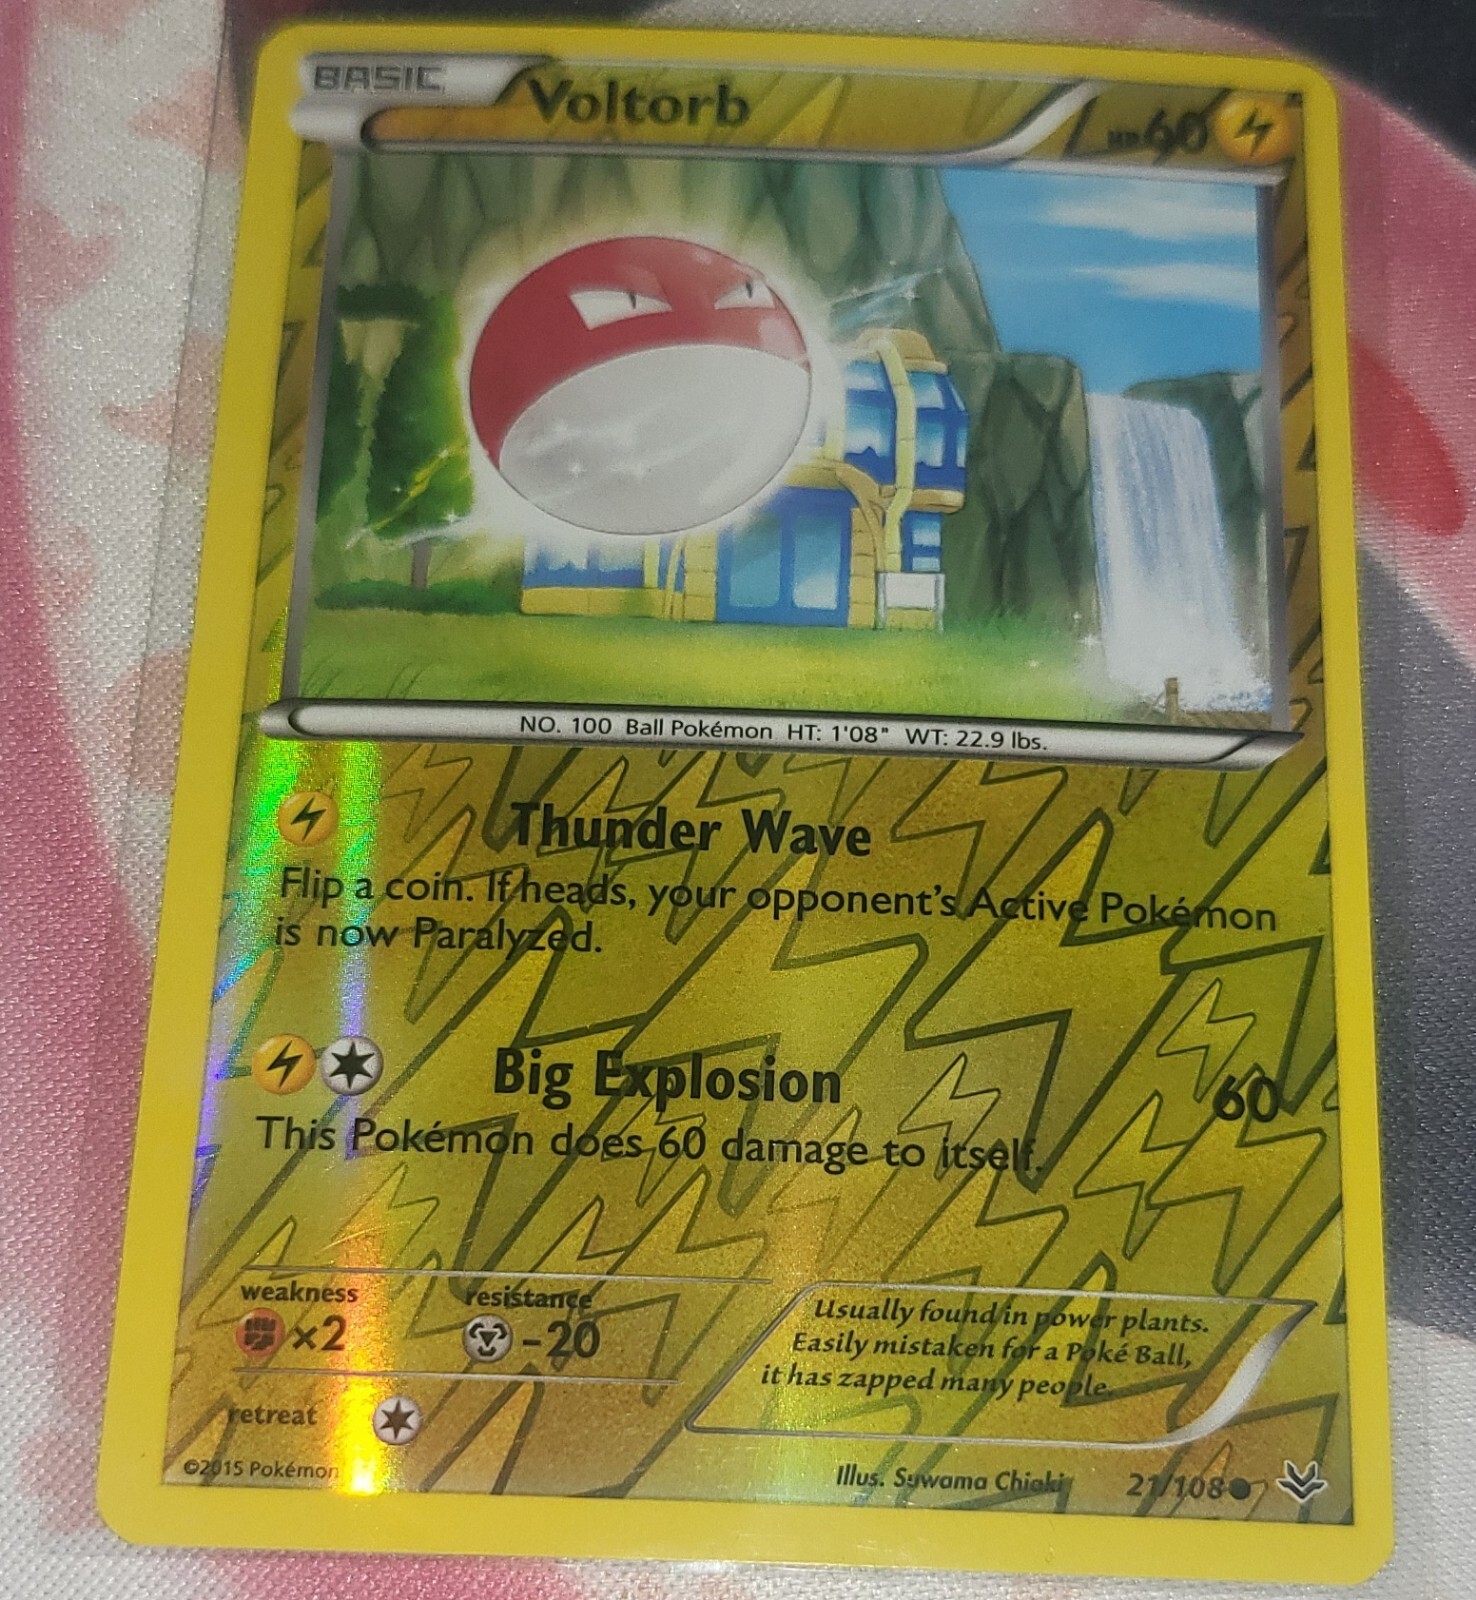 BASIC
Voltorb
HP60
NO. 100 Ball Pokémon HT: 1'08" WT: 22.9 lbs.
Thunder Wave
Flip a coin. If heads, your opponent's Active Pokémon
is now Paralyzed.
Big Explosion 60
This Pokémon does 60 damage to itself.
weakness
×2
resistance
-20
retreat
Usually found in power plants.
Easily mistaken for a Poké Ball,
it has zapped many people.
©2015 Pokémon
Illus. Suwama Chiaki
21/108